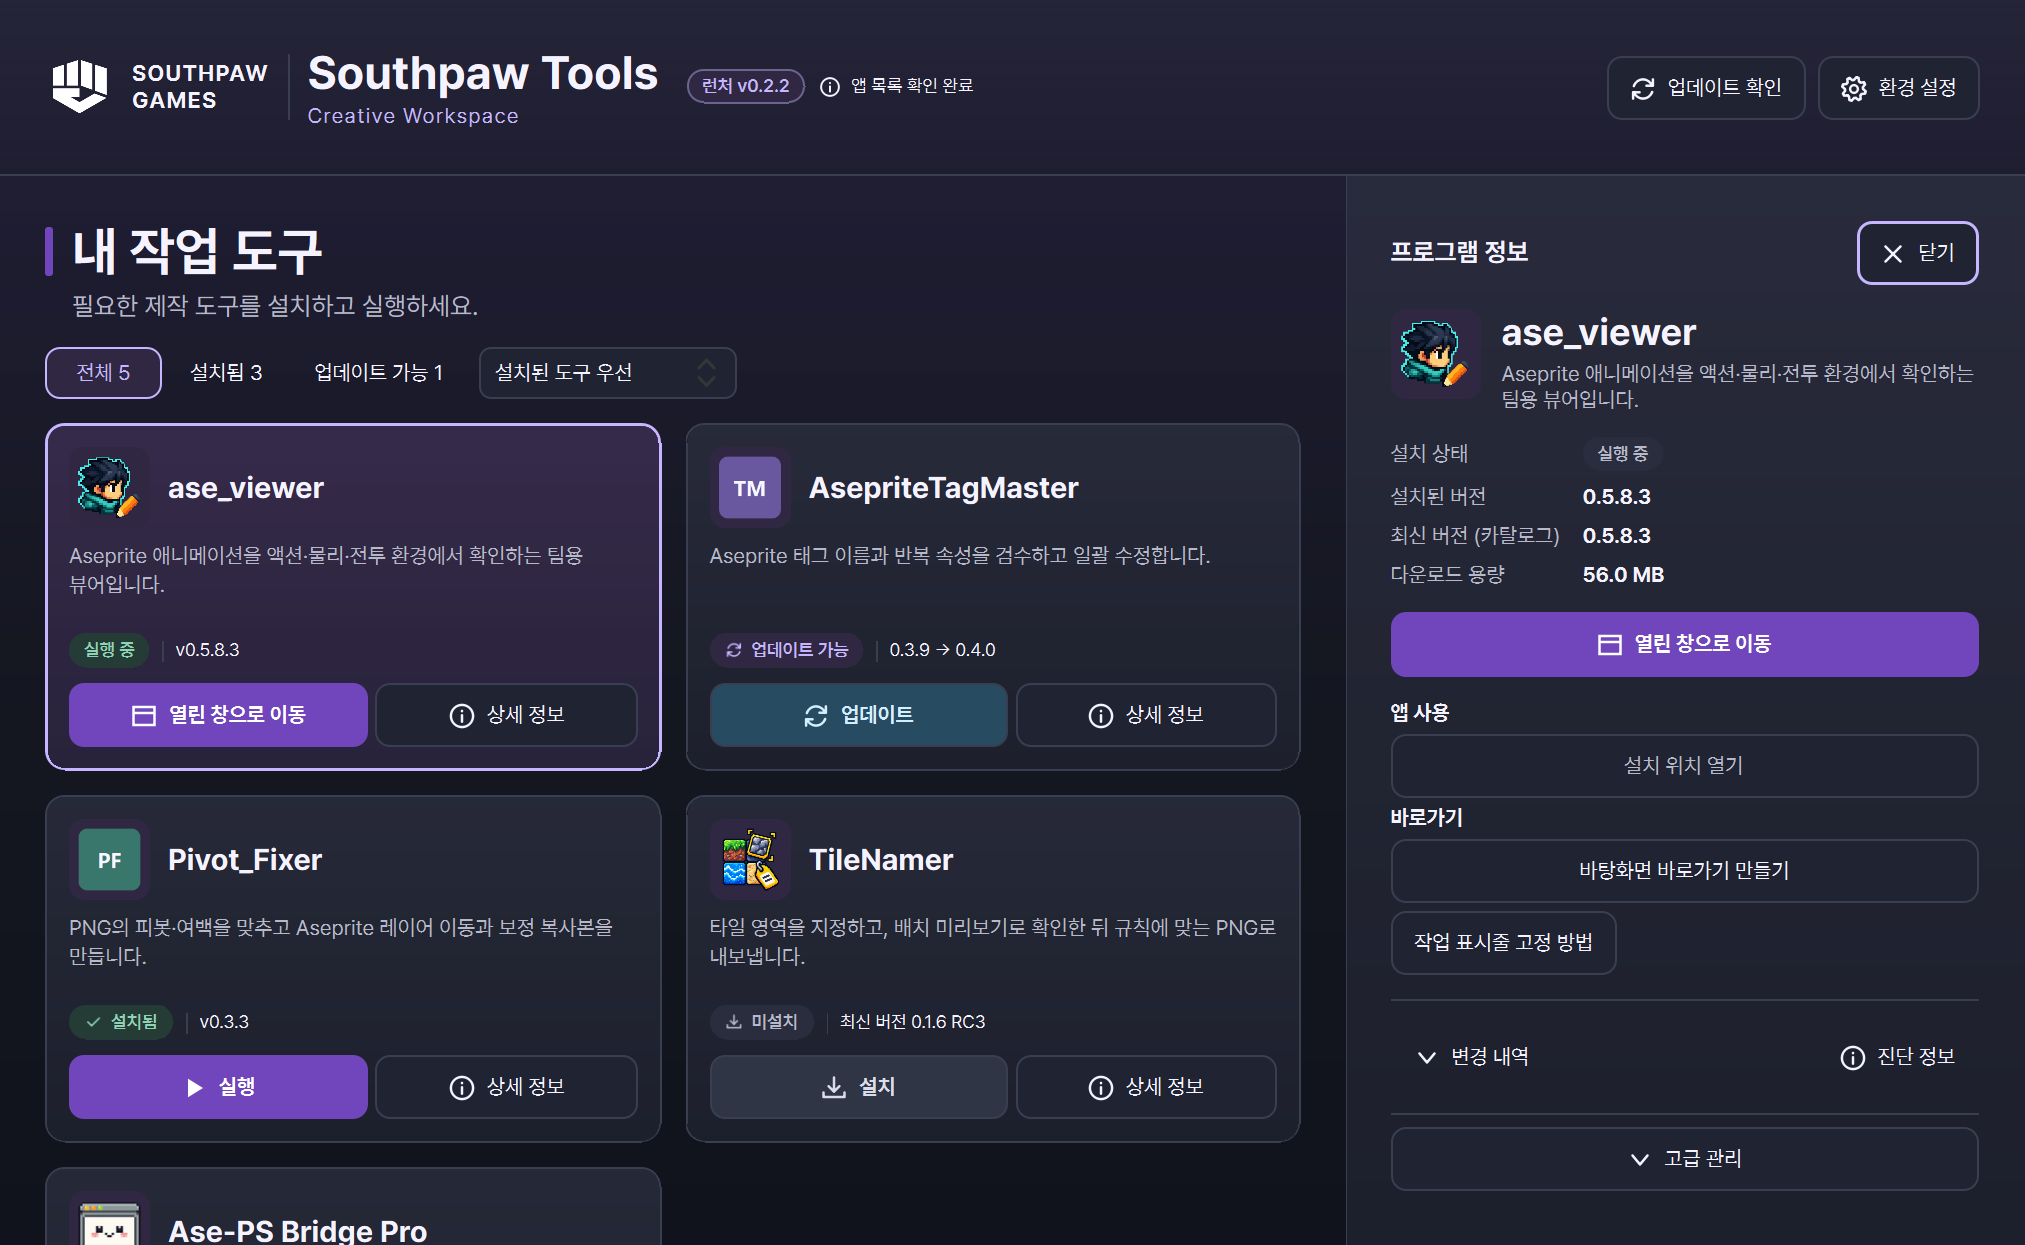 SOUTHPAW
GAMES
Southpaw Tools
Creative Workspace
런처 v0.2.2
앱 목록 확인 완료
업데이트 확인
환경 설정
내 작업 도구
필요한 제작 도구를 설치하고 실행하세요.
전체 5
설치됨 3
업데이트 가능 1
설치된 도구 우선
ase_viewer
Aseprite 애니메이션을 액션·물리·전투 환경에서 확인하는 팀용
뷰어입니다.
실행 중
v0.5.8.3
열린 창으로 이동
상세 정보
TM
AsepriteTagMaster
Aseprite 태그 이름과 반복 속성을 검수하고 일괄 수정합니다.
업데이트 가능
0.3.9 → 0.4.0
업데이트
상세 정보
PF
Pivot_Fixer
PNG의 피봇·여백을 맞추고 Aseprite 레이어 이동과 보정 복사본을
만듭니다.
설치됨
v0.3.3
실행
상세 정보
TileNamer
타일 영역을 지정하고, 배치 미리보기로 확인한 뒤 규칙에 맞는 PNG로
내보냅니다.
미설치
최신 버전 0.1.6 RC3
설치
상세 정보
Ase-PS Bridge Pro
프로그램 정보
닫기
ase_viewer
Aseprite 애니메이션을 액션·물리·전투 환경에서 확인하는
팀용 뷰어입니다.
설치 상태
실행 중
설치된 버전
0.5.8.3
최신 버전 (카탈로그)
0.5.8.3
다운로드 용량
56.0 MB
열린 창으로 이동
앱 사용
설치 위치 열기
바로가기
바탕화면 바로가기 만들기
작업 표시줄 고정 방법
변경 내역
진단 정보
고급 관리